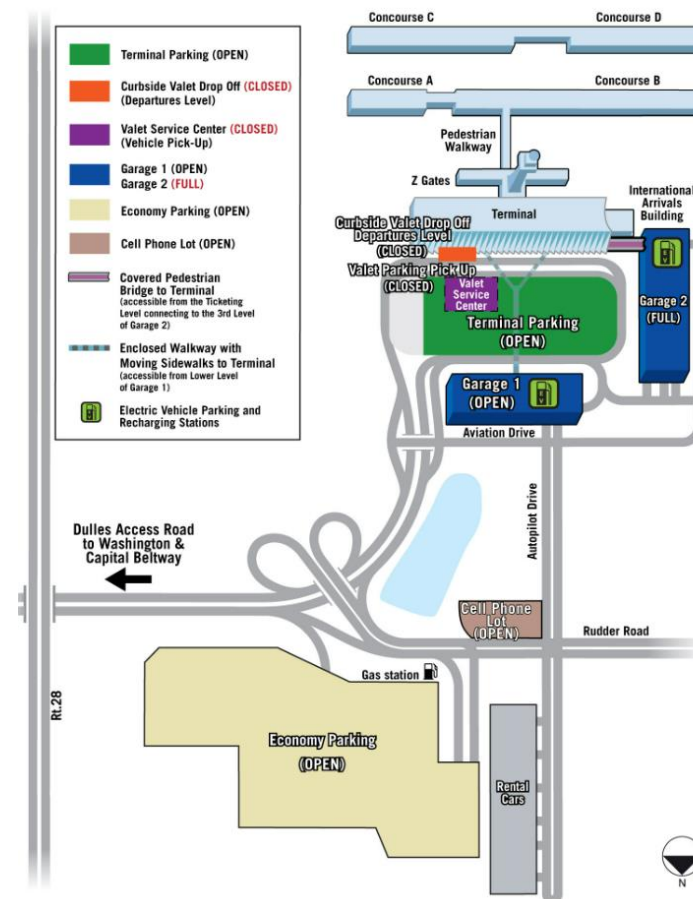 Terminal Parking (OPEN)
Curbside Valet Drop Off (CLOSED)
(Departures Level)
Valet Service Center (CLOSED)
(Vehicle Pick-Up)
Garage 1 (OPEN)
Garage 2 (FULL)
Economy Parking (OPEN)
Cell Phone Lot (OPEN)
Covered Pedestrian
Bridge to Terminal
(accessible from the Ticketing
Level connecting to the 3rd Level
of Garage 2)
Enclosed Walkway with
Moving Sidewalks to Terminal
(accessible from Lower Level
of Garage 1)
Electric Vehicle Parking and
Recharging Stations
Concourse C
Concourse D
Concourse A
Concourse B
Pedestrian
Walkway
Z Gates
International
Arrivals
Building
Terminal
Curbside Valet Drop Off
Departures Level
(CLOSED)
Valet Parking Pick Up
(CLOSED)
Valet
Service
Center
Garage 2
(FULL)
Terminal Parking
(OPEN)
Garage 1
(OPEN)
Aviation Drive
Autopilot Drive
Dulles Access Road
to Washington &
Capital Beltway
Cell Phone
Lot
(OPEN)
Rudder Road
Gas station
Rt.28
Economy Parking
(OPEN)
Rental
Cars
N